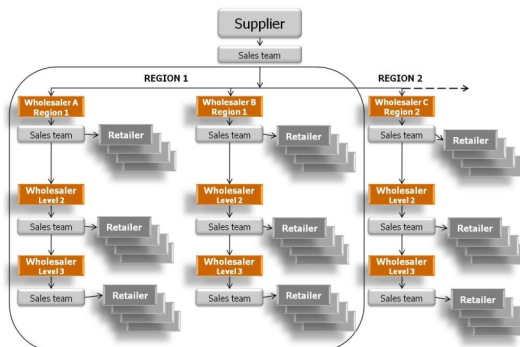 Supplier
Sales team
REGION 1
REGION 2
Wholesaler A
Region 1
Wholesaler B
Region 1
Wholesaler C
Region 2
Sales team
Retailer
Sales team
Retailer
Sales team
Retailer
Wholesaler
Level 2
Wholesaler
Level 2
Wholesaler
Level 2
Sales team
Retailer
Sales team
Retailer
Sales team
Retailer
Wholesaler
Level 3
Wholesaler
Level 3
Wholesaler
Level 3
Sales team
Retailer
Sales team
Retailer
Sales team
Retailer